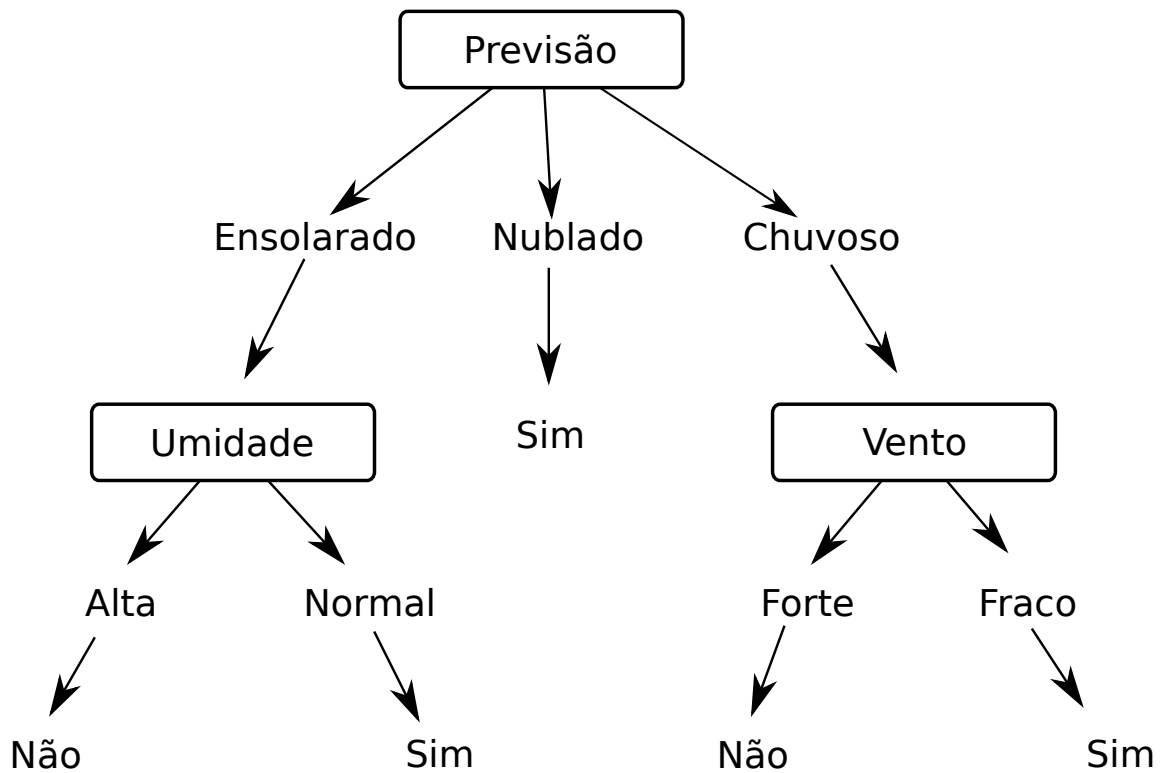 Previsão
Ensolarado Nublado Chuvoso
Umidade Sim Vento
Alta Normal Forte Fraco
Não Sim Não Sim